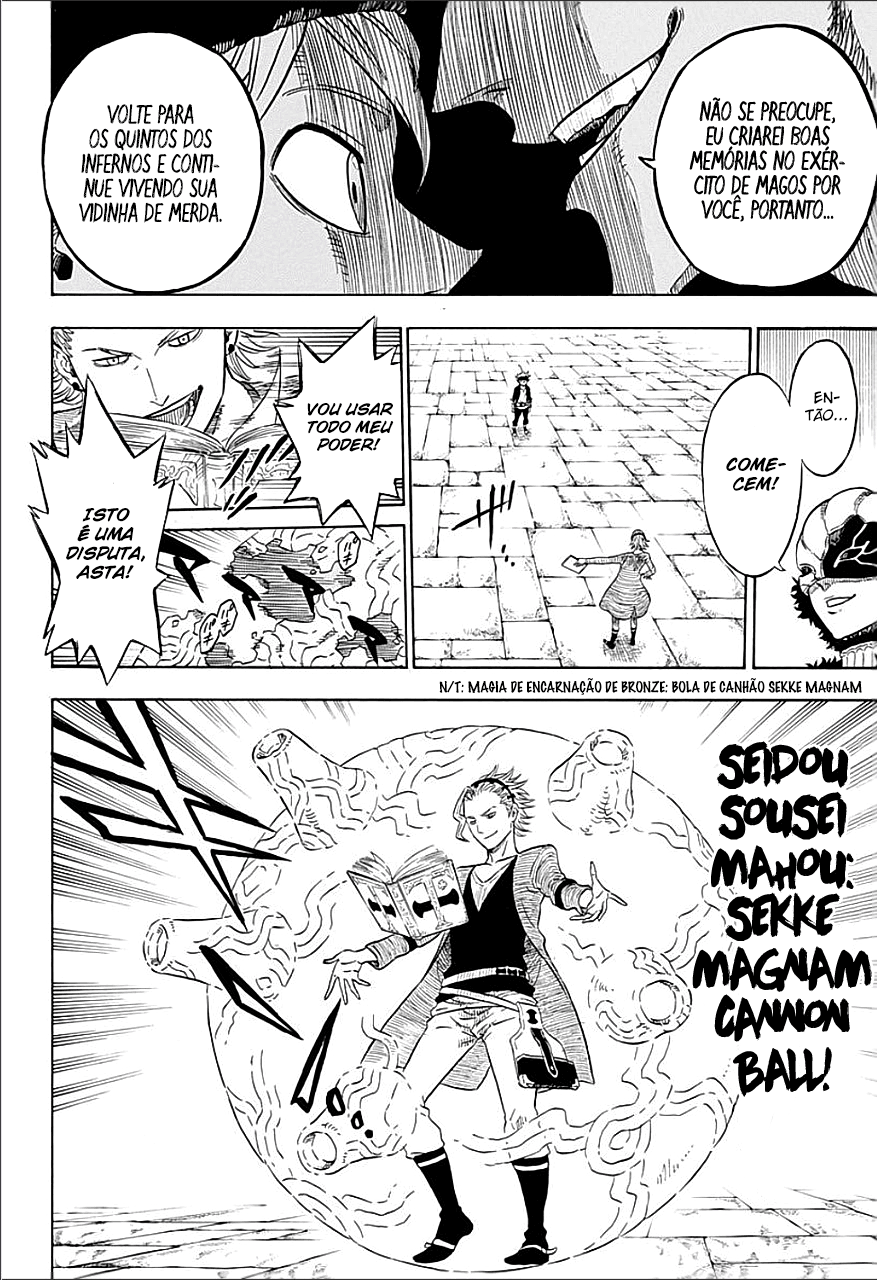 NÃO SE PREOCUPE,
EU CRIAREI BOAS
MEMÓRIAS NO EXÉR-
CITO DE MAGOS POR
VOCÊ, PORTANTO...
VOLTE PARA
OS QUINTOS DOS
INFERNOS E CONTI-
NUE VIVENDO SUA
VIDINHA DE MERDA.
EN-
TÃO...
COME-
CEM!
VOU USAR
TODO MEU
PODER!
ISTO
É UMA
DISPUTA,
ASTA!
N/T: MAGIA DE ENCARNAÇÃO DE BRONZE: BOLA DE CANHÃO SEKKE MAGNAM
SEIDOU
SOUSEI
MAHOU:
SEKKE
MAGNAM
CANNON
BALL!